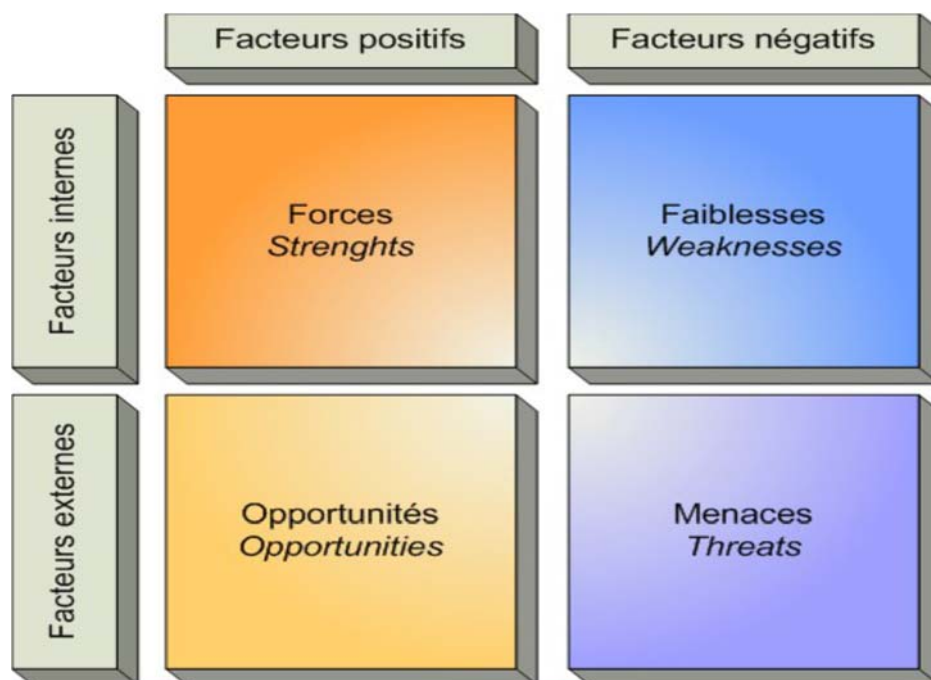 Facteurs positifs
Facteurs négatifs
Facteurs internes
Forces
Strenghts
Faiblesses
Weaknesses
Facteurs externes
Opportunités
Opportunities
Menaces
Threats